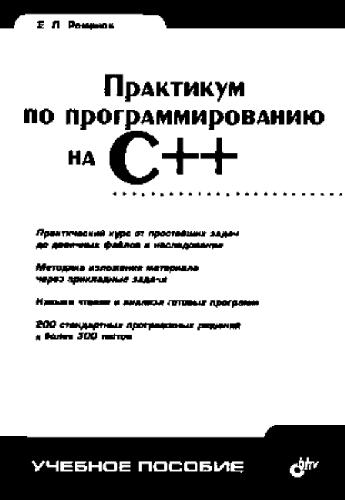 Е. Л. Романов
Практикум
по программированию
на C++
Практический курс от простейших задач
до двоичных файлов и наследования
Методика изложения материала
через прикладные задачи
Навыки чтения и анализа готовых программ
200 стандартных программных решений
и более 300 тестов
УЧЕБНОЕ ПОСОБИЕ
bhv